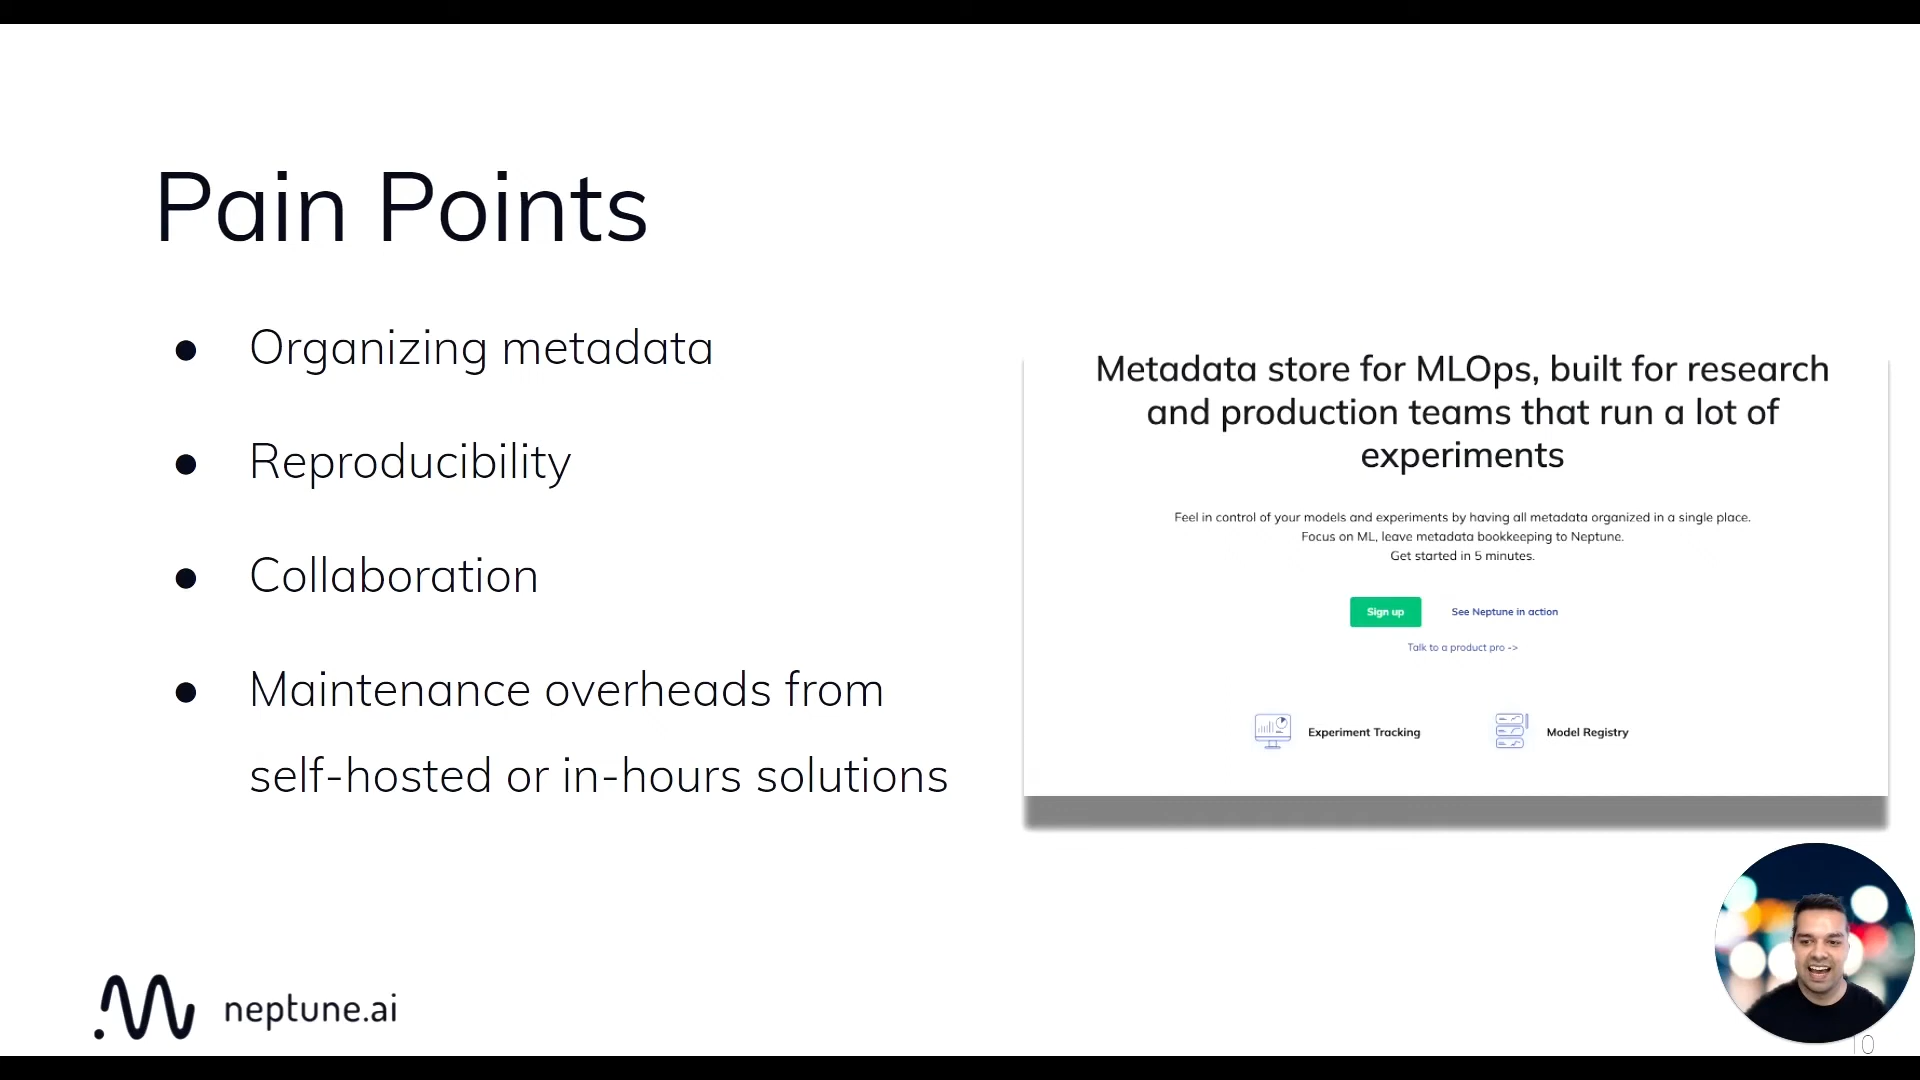 Pain Points
● Organizing metadata
● Reproducibility
● Collaboration
● Maintenance overheads from
self-hosted or in-hours solutions
Metadata store for MLOps, built for research
and production teams that run a lot of
experiments
Feel in control of your models and experiments by having all metadata organized in a single place.
Focus on ML, leave metadata bookkeeping to Neptune.
Get started in 5 minutes.
Sign up See Neptune in action
Talk to a product pro ->
Experiment Tracking Model Registry
neptune.ai
10